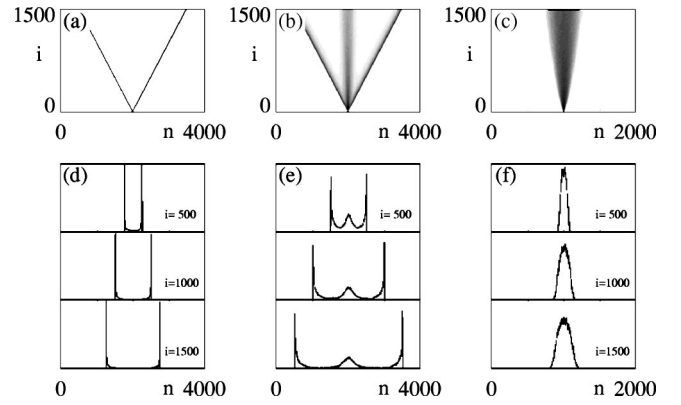 1500 (a) 1500 (b) 1500 (c)
i i i
0 0 0
0 n 4000 0 n 4000 0 n 2000
(d) (e) (f)
i= 500 i= 500 i=500
i=1000 i=1000 i=1000
i=1500 i=1500 i=1500
0 n 4000 0 n 4000 0 n 2000